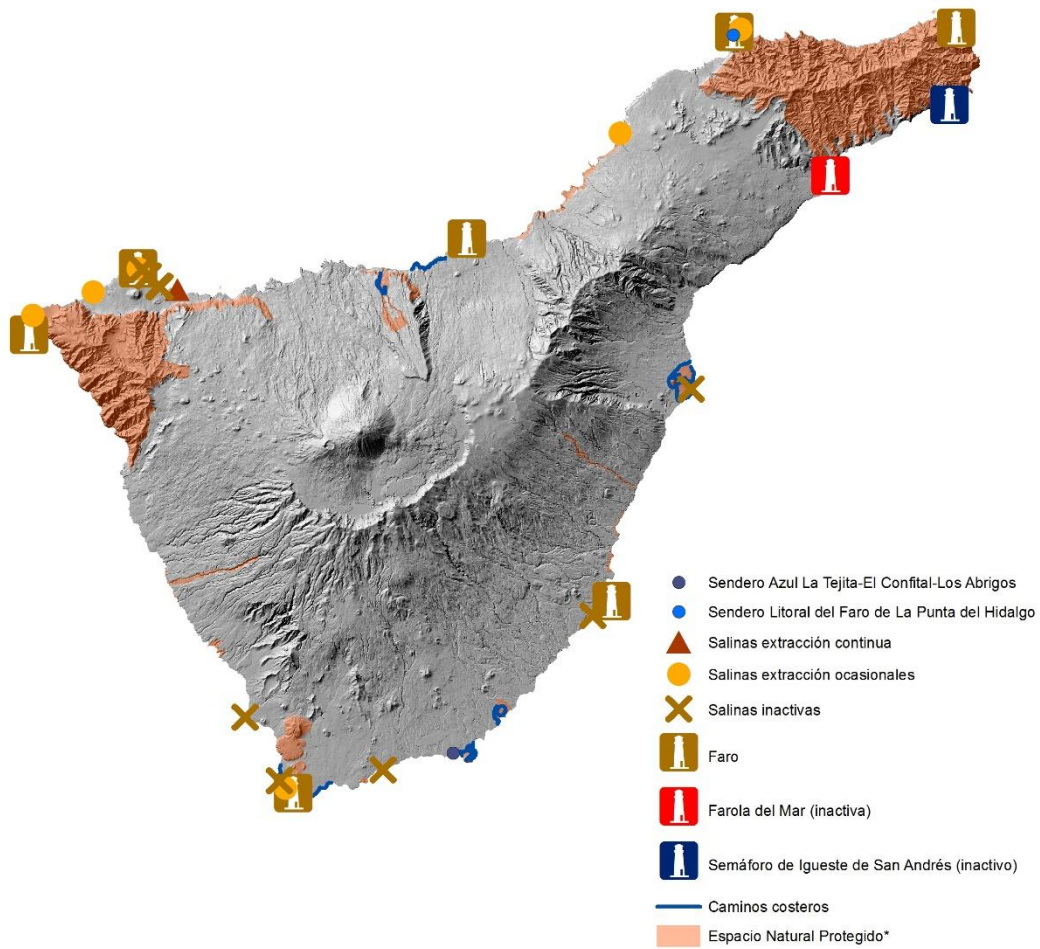 Sendero Azul La Tejita-El Confital-Los Abrigos
Sendero Litoral del Faro de La Punta del Hidalgo
Salinas extracción continua
Salinas extracción ocasionales
Salinas inactivas
Faro
Farola del Mar (inactiva)
Semáforo de Igueste de San Andrés (inactivo)
Caminos costeros
Espacio Natural Protegido*